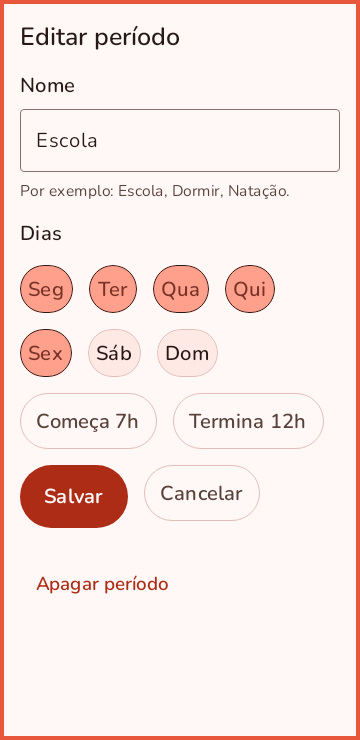 Editar período
Nome
Escola
Por exemplo: Escola, Dormir, Natação.
Dias
Seg Ter Qua Qui
Sex Sáb Dom
Começa 7h Termina 12h
Salvar Cancelar
Apagar período